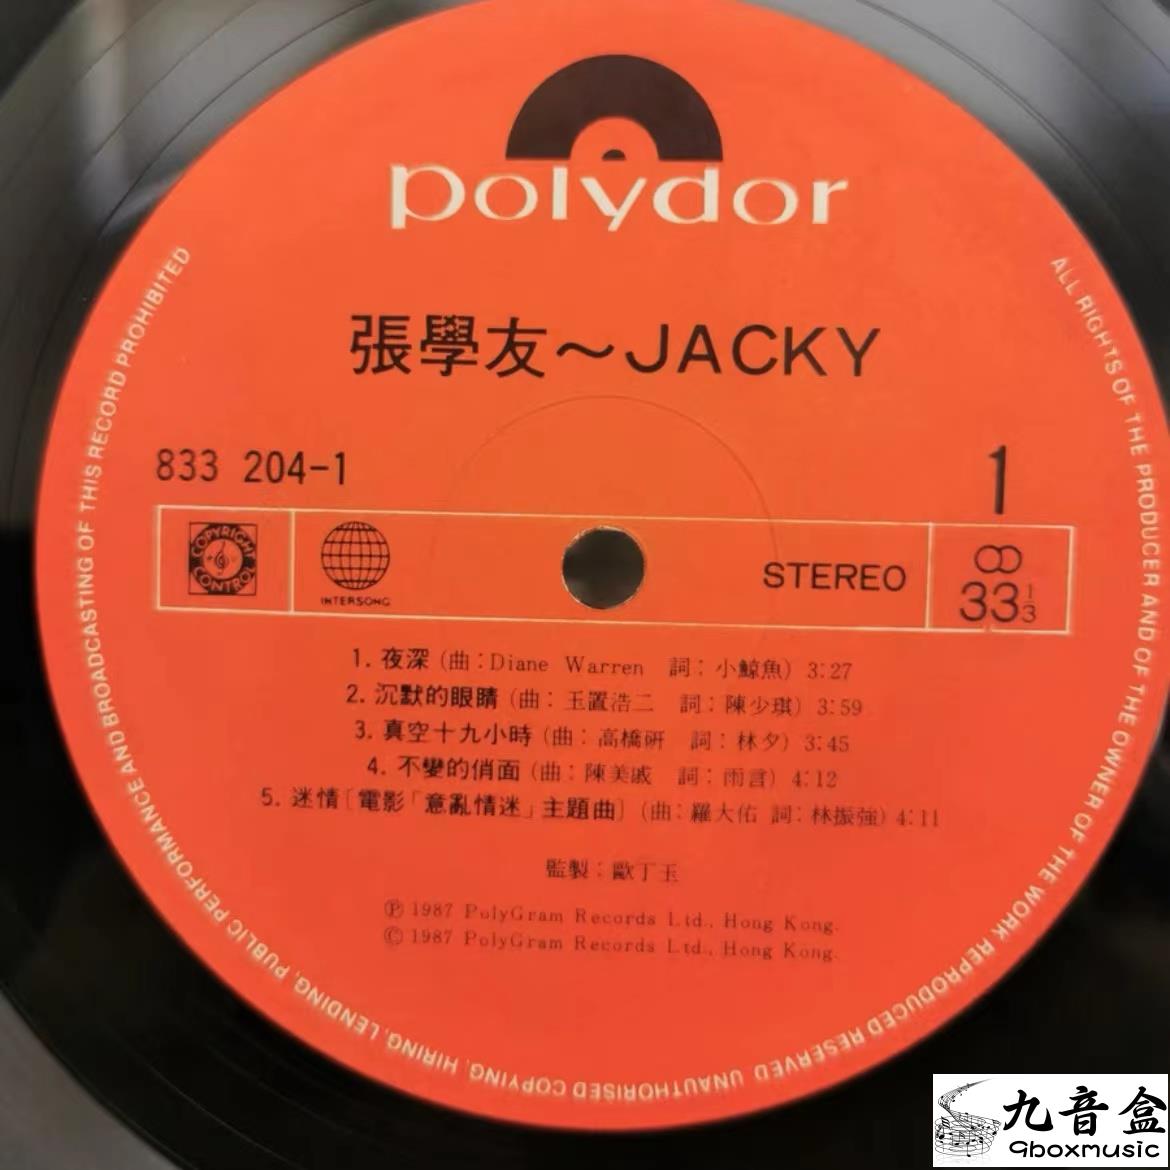 polydor
張學友～JACKY
833 204-1
1
COPYRIGHT CONTROL
INTERSONG
STEREO
33 1/3
1. 夜深 (曲：Diane Warren 詞：小鯨魚) 3:27
2. 沉默的眼睛 (曲：玉置浩二 詞：陳少琪) 3:59
3. 真空十九小時 (曲：高橋研 詞：林夕) 3:45
4. 不變的俏面 (曲：陳美威 詞：雨言) 4:12
5. 迷情〔電影「意亂情迷」主題曲〕 (曲：羅大佑 詞：林振強) 4:11
監製：歐丁玉
Ⓟ 1987 PolyGram Records Ltd., Hong Kong.
© 1987 PolyGram Records Ltd., Hong Kong.
ALL RIGHTS OF THE PRODUCER AND OF THE OWNER OF THE WORK REPRODUCED RESERVED UNAUTHORISED COPYING, HIRING, LENDING, PUBLIC PERFORMANCE AND BROADCASTING OF THIS RECORD PROHIBITED
九音盒
9boxmusic